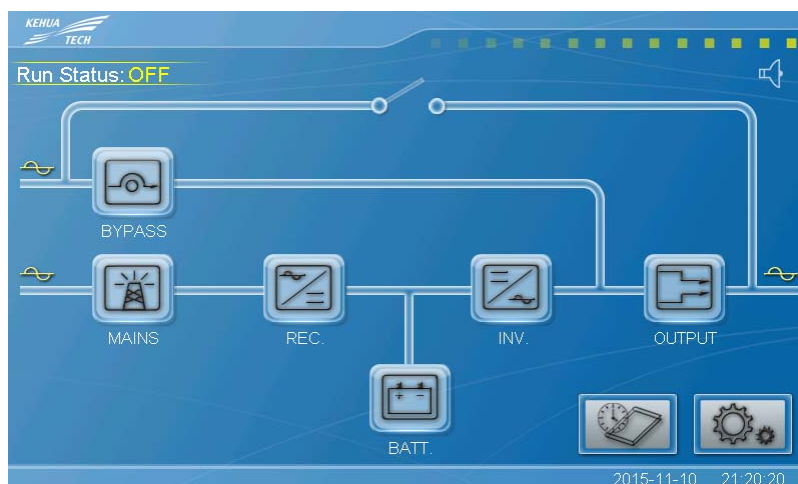 KEHUA
TECH
Run Status: OFF
BYPASS
MAINS
REC.
INV.
OUTPUT
BATT.
2015-11-10 21:20:20